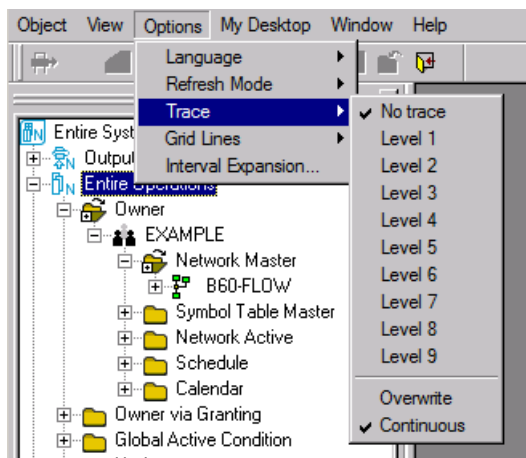 Object View Options My Desktop Window Help
Language
Refresh Mode
Trace
Grid Lines
Interval Expansion...
No trace
Level 1
Level 2
Level 3
Level 4
Level 5
Level 6
Level 7
Level 8
Level 9
Overwrite
Continuous
Entire Syst
Outpu
Entire Operations
Owner
EXAMPLE
Network Master
B60-FLOW
Symbol Table Master
Network Active
Schedule
Calendar
Owner via Granting
Global Active Condition